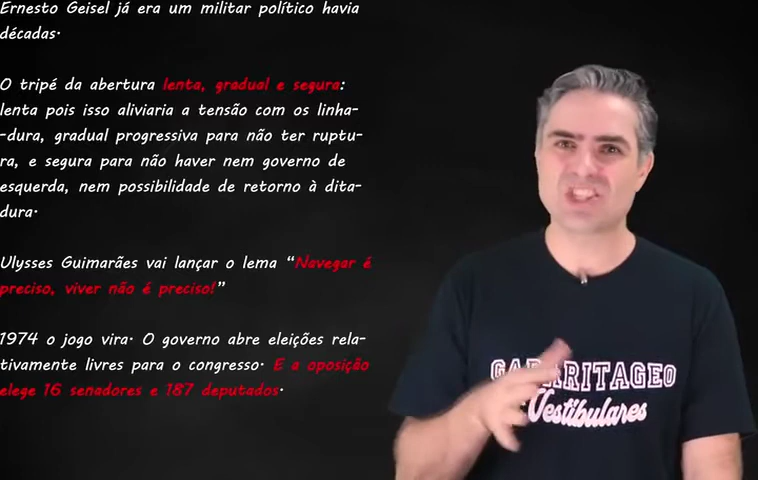 Ernesto Geisel já era um militar político havia
décadas.
O tripé da abertura lenta, gradual e segura:
lenta pois isso aliviaria a tensão com os linha-
-dura, gradual progressiva para não ter ruptu-
ra, e segura para não haver nem governo de
esquerda, nem possibilidade de retorno à dita-
dura.
Ulysses Guimarães vai lançar o lema “Navegar é
preciso, viver não é preciso!”
1974 o jogo vira. O governo abre eleições rela-
tivamente livres para o congresso. E a oposição
elege 16 senadores e 187 deputados.
GABARITAGEO
Vestibulares